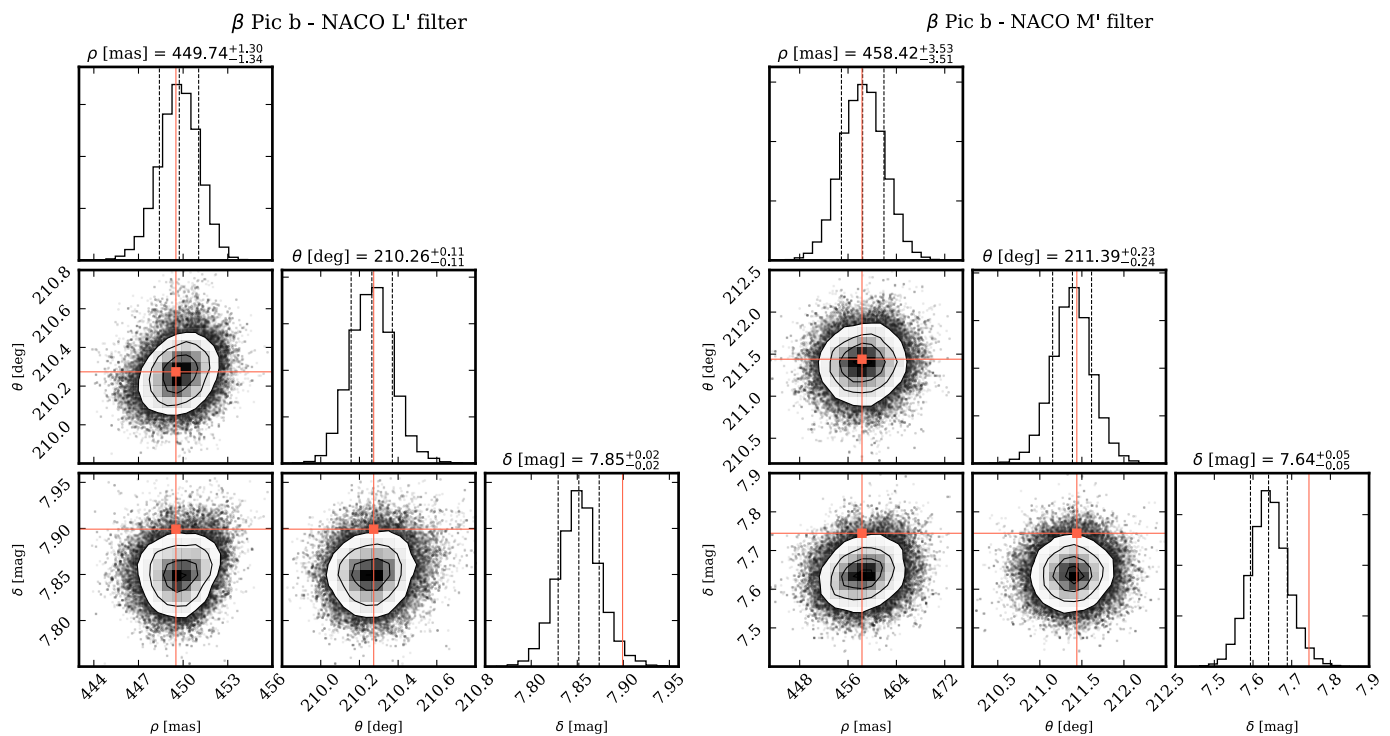 β Pic b - NACO L' filter
ρ [mas] = 449.74+1.30−1.34
θ [deg] = 210.26+0.11−0.11
δ [mag] = 7.85+0.02−0.02
210.8
210.6
210.4
210.2
210.0
θ [deg]
7.95
7.90
7.85
7.80
δ [mag]
444 447 450 453 456
ρ [mas]
210.0 210.2 210.4 210.6 210.8
θ [deg]
7.80 7.85 7.90 7.95
δ [mag]
β Pic b - NACO M' filter
ρ [mas] = 458.42+3.53−3.51
θ [deg] = 211.39+0.23−0.24
δ [mag] = 7.64+0.05−0.05
212.5
212.0
211.5
211.0
210.5
θ [deg]
7.9
7.8
7.7
7.6
7.5
δ [mag]
448 456 464 472
ρ [mas]
210.5 211.0 211.5 212.0 212.5
θ [deg]
7.5 7.6 7.7 7.8 7.9
δ [mag]